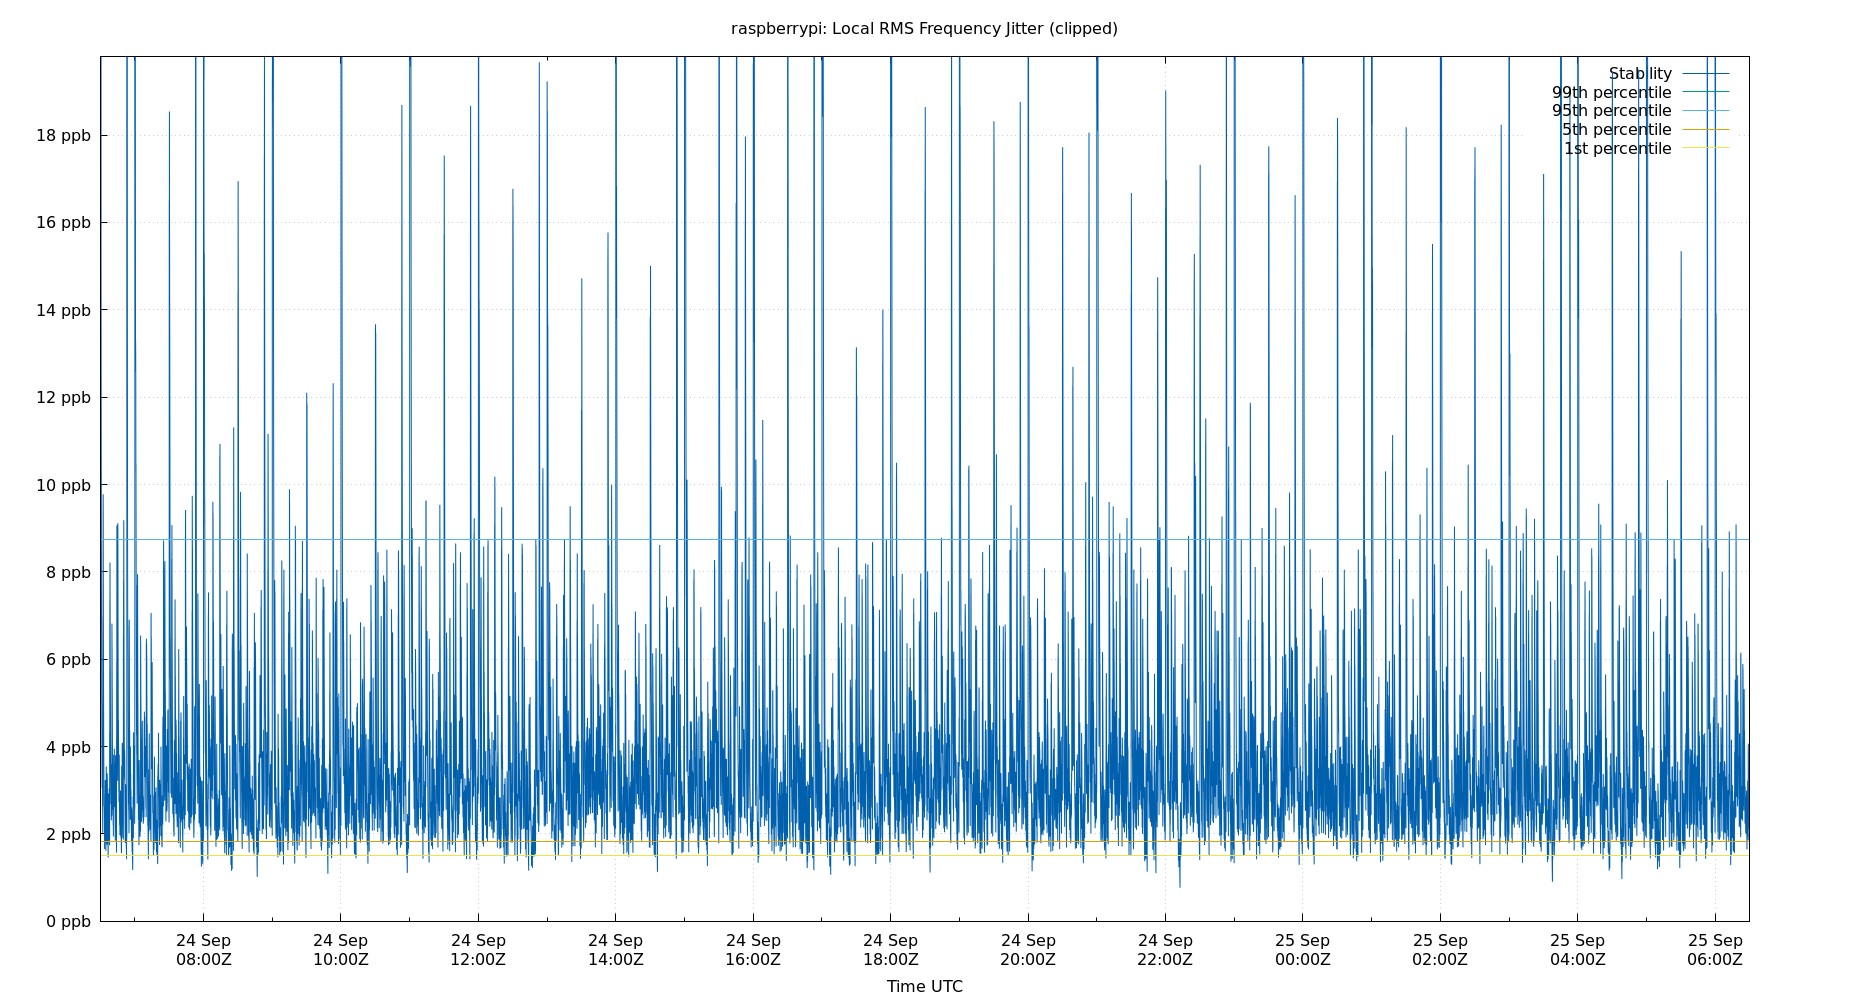 raspberrypi: Local RMS Frequency Jitter (clipped)
Stability
99th percentile
95th percentile
5th percentile
1st percentile
18 ppb
16 ppb
14 ppb
12 ppb
10 ppb
8 ppb
6 ppb
4 ppb
2 ppb
0 ppb
24 Sep 24 Sep 24 Sep 24 Sep 24 Sep 24 Sep 24 Sep 24 Sep 25 Sep 25 Sep 25 Sep 25 Sep
08:00Z 10:00Z 12:00Z 14:00Z 16:00Z 18:00Z 20:00Z 22:00Z 00:00Z 02:00Z 04:00Z 06:00Z
Time UTC